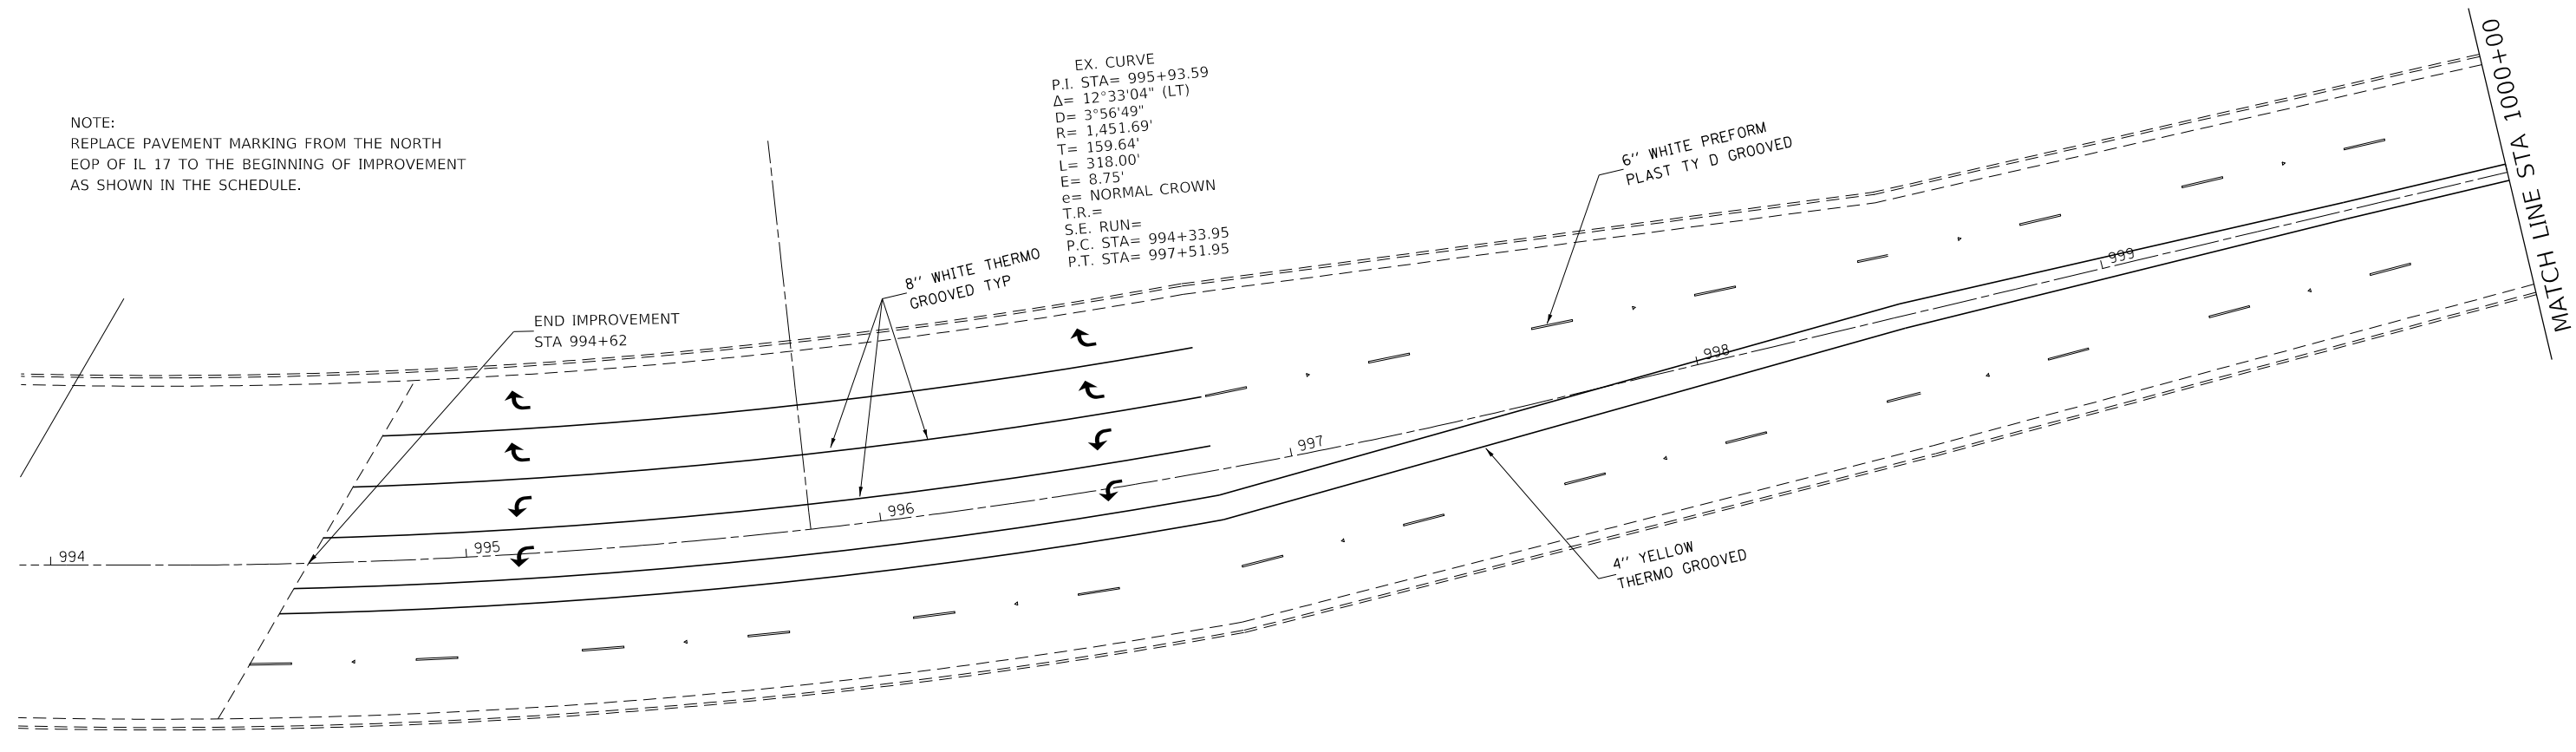 NOTE:
REPLACE PAVEMENT MARKING FROM THE NORTH
EOP OF IL 17 TO THE BEGINNING OF IMPROVEMENT
AS SHOWN IN THE SCHEDULE.
END IMPROVEMENT
STA 994+62
8'' WHITE THERMO
GROOVED TYP
EX. CURVE
P.I. STA= 995+93.59
Δ= 12°33'04" (LT)
D= 3°56'49"
R= 1,451.69'
T= 159.64'
L= 318.00'
E= 8.75'
e= NORMAL CROWN
T.R.=
S.E. RUN=
P.C. STA= 994+33.95
P.T. STA= 997+51.95
6'' WHITE PREFORM
PLAST TY D GROOVED
4'' YELLOW
THERMO GROOVED
994
995
996
997
998
999
MATCH LINE STA 1000+00